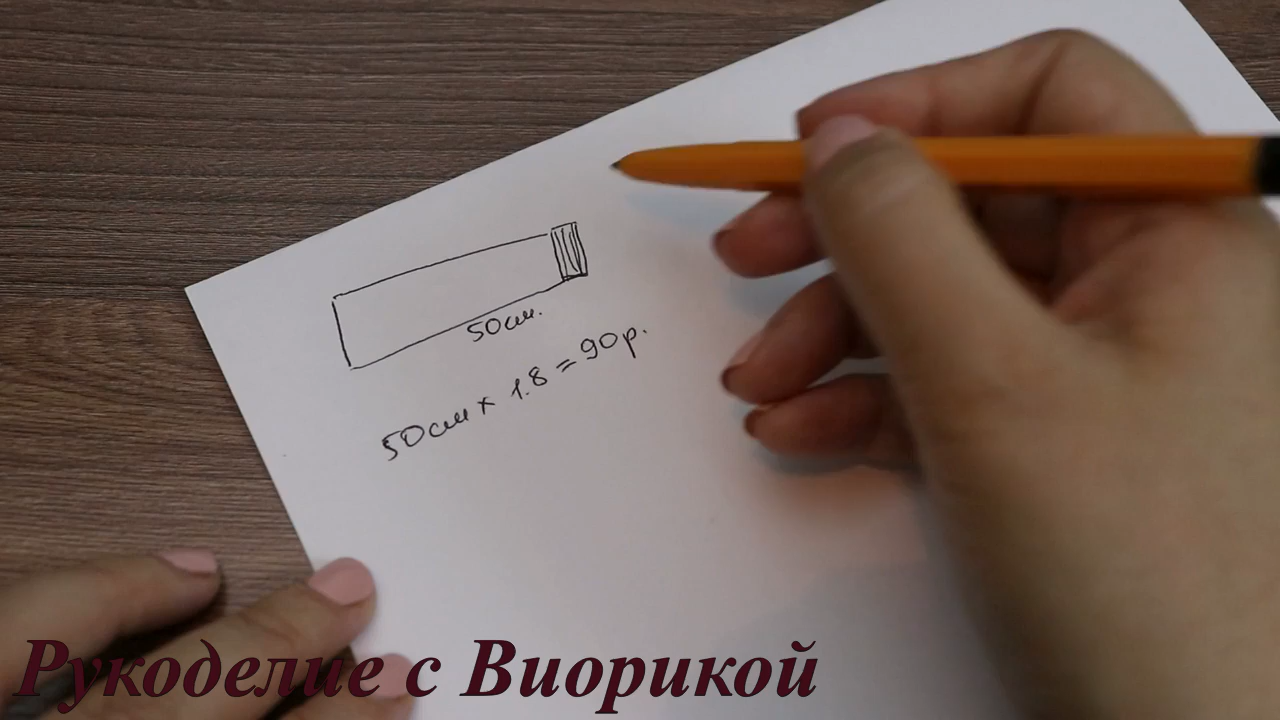 50см.
50см × 1.8 = 90р.
Рукоделие с Виорикой